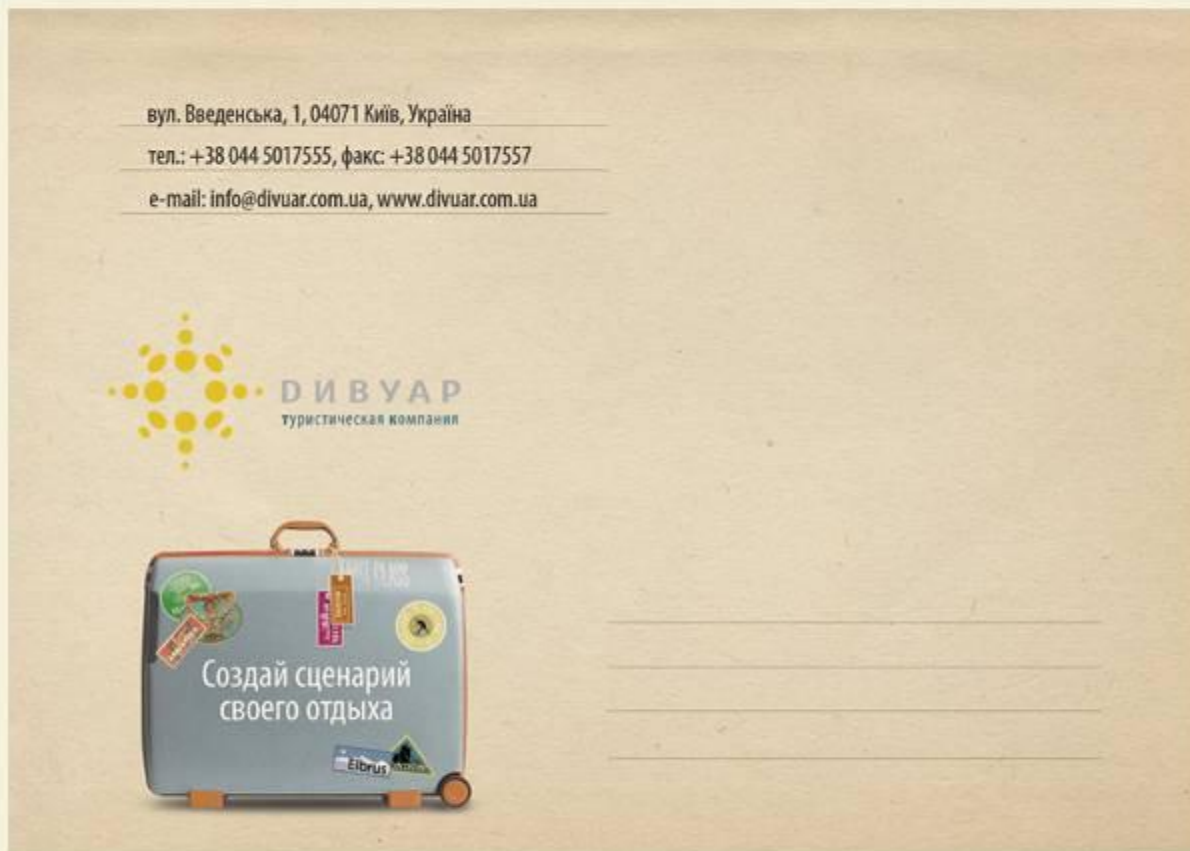 вул. Введенська, 1, 04071 Київ, Україна
тел.: +38 044 5017555, факс: +38 044 5017557
e-mail: info@divuar.com.ua, www.divuar.com.ua
DИВУАР
туристическая компания
Создай сценарий
своего отдыха
Elbrus